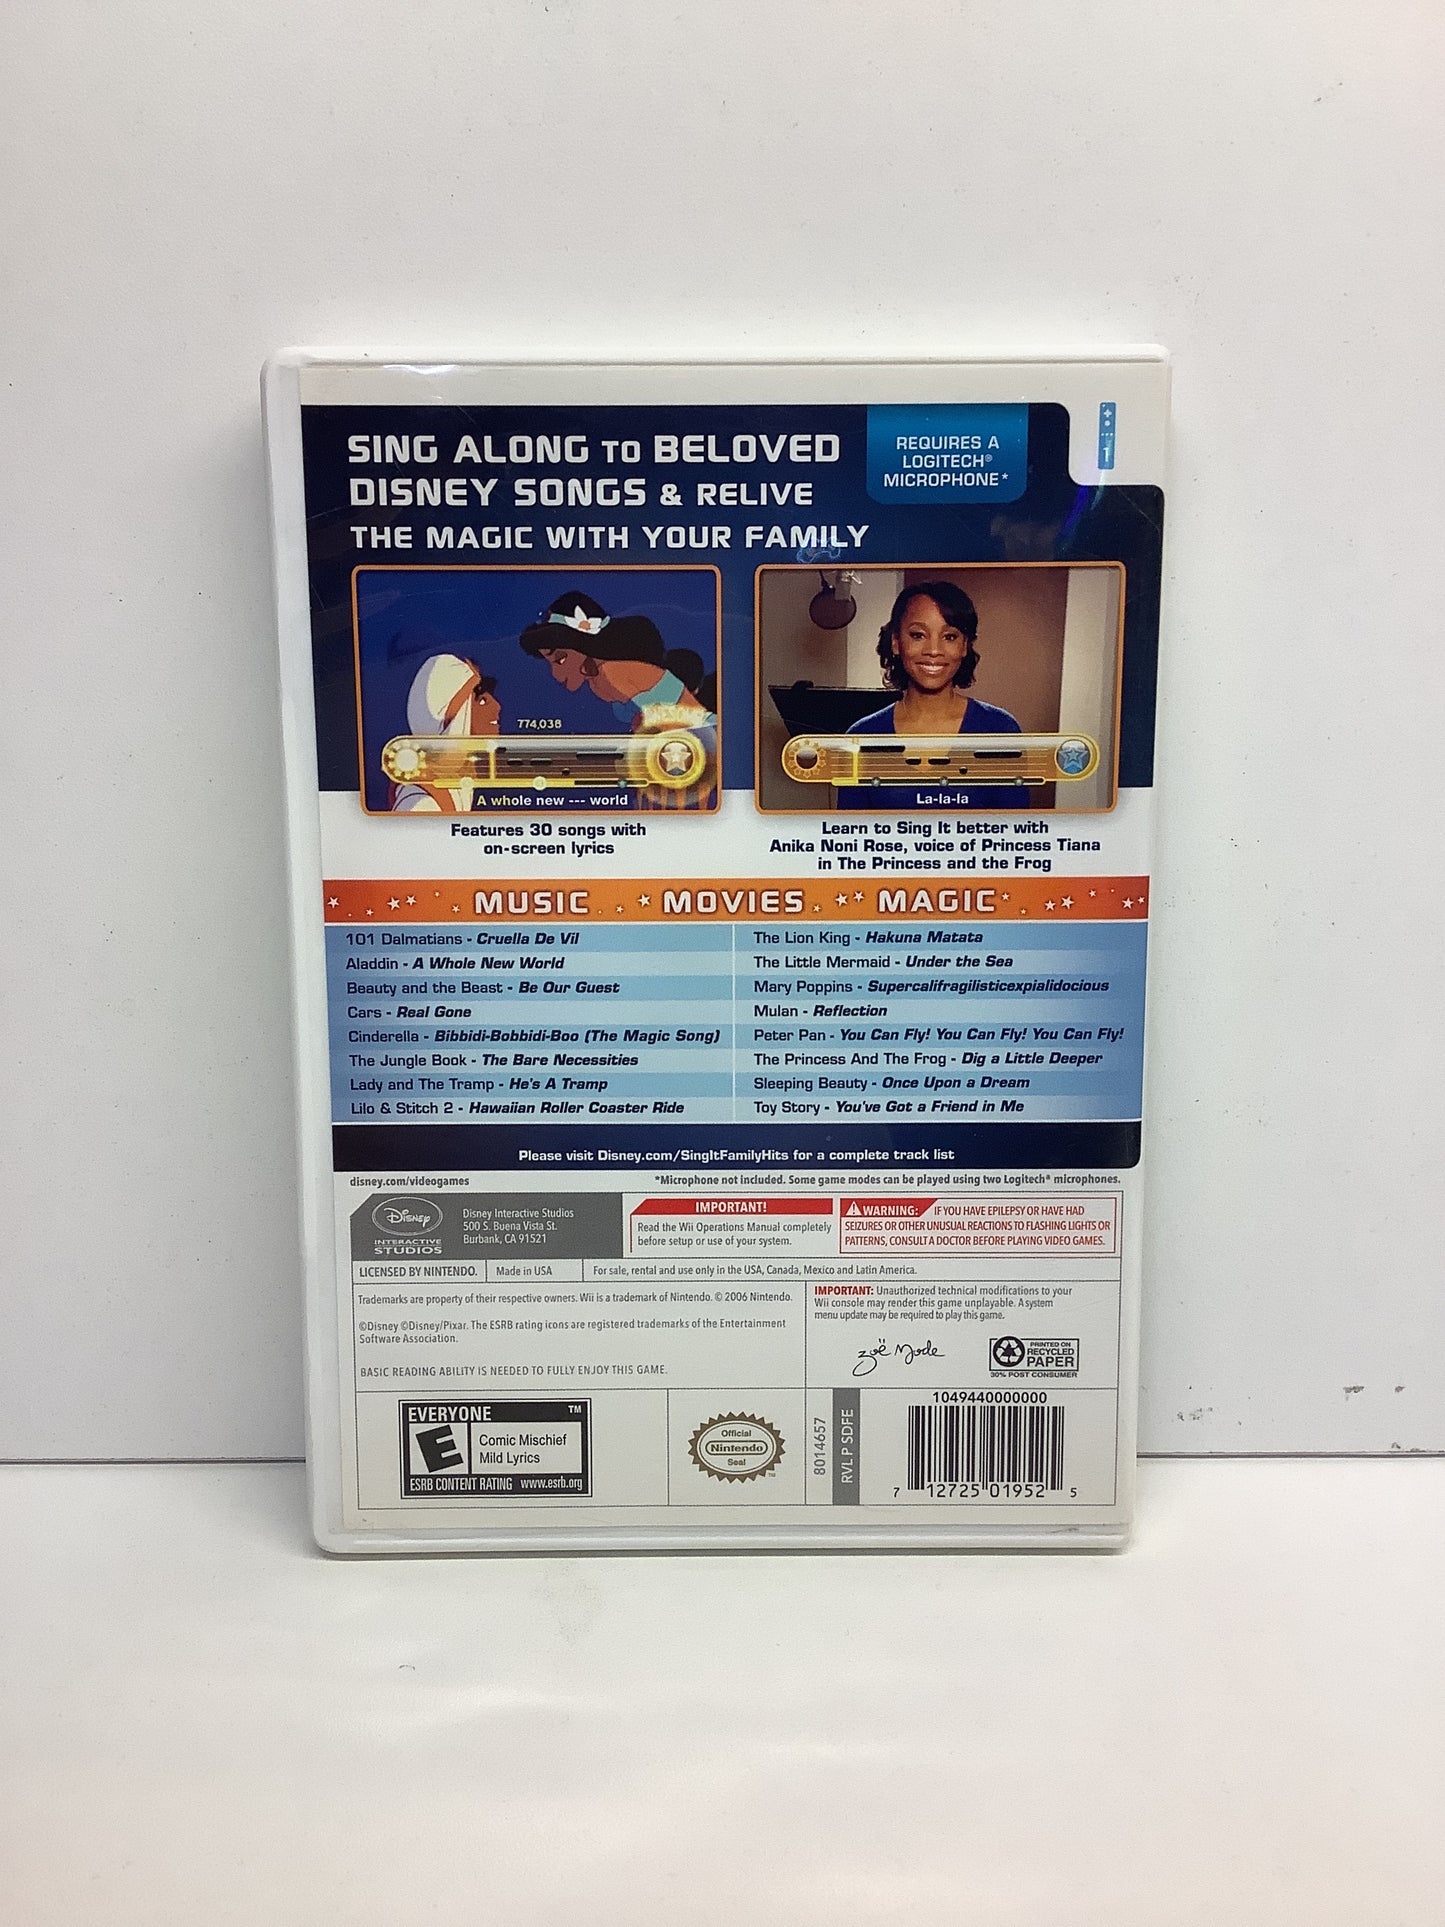 SING ALONG TO BELOVED
DISNEY SONGS & RELIVE
THE MAGIC WITH YOUR FAMILY
REQUIRES A
LOGITECH®
MICROPHONE*
1
774,038
A whole new --- world
La-la-la
Features 30 songs with
on-screen lyrics
Learn to Sing It better with
Anika Noni Rose, voice of Princess Tiana
in The Princess and the Frog
MUSIC MOVIES MAGIC
101 Dalmatians - Cruella De Vil
Aladdin - A Whole New World
Beauty and the Beast - Be Our Guest
Cars - Real Gone
Cinderella - Bibbidi-Bobbidi-Boo (The Magic Song)
The Jungle Book - The Bare Necessities
Lady and The Tramp - He's A Tramp
Lilo & Stitch 2 - Hawaiian Roller Coaster Ride
The Lion King - Hakuna Matata
The Little Mermaid - Under the Sea
Mary Poppins - Supercalifragilisticexpialidocious
Mulan - Reflection
Peter Pan - You Can Fly! You Can Fly! You Can Fly!
The Princess And The Frog - Dig a Little Deeper
Sleeping Beauty - Once Upon a Dream
Toy Story - You've Got a Friend in Me
Please visit Disney.com/SingItFamilyHits for a complete track list
disney.com/videogames
*Microphone not included. Some game modes can be played using two Logitech® microphones.
Disney
INTERACTIVE
STUDIOS
Disney Interactive Studios
500 S. Buena Vista St.
Burbank, CA 91521
IMPORTANT!
Read the Wii Operations Manual completely
before setup or use of your system.
WARNING: IF YOU HAVE EPILEPSY OR HAVE HAD
SEIZURES OR OTHER UNUSUAL REACTIONS TO FLASHING LIGHTS OR
PATTERNS, CONSULT A DOCTOR BEFORE PLAYING VIDEO GAMES.
LICENSED BY NINTENDO.
Made in USA
For sale, rental and use only in the USA, Canada, Mexico and Latin America.
Trademarks are property of their respective owners. Wii is a trademark of Nintendo. © 2006 Nintendo.
©Disney ©Disney/Pixar. The ESRB rating icons are registered trademarks of the Entertainment
Software Association.
BASIC READING ABILITY IS NEEDED TO FULLY ENJOY THIS GAME.
IMPORTANT: Unauthorized technical modifications to your
Wii console may render this game unplayable. A system
menu update may be required to play this game.
zoë mode
PRINTED ON
RECYCLED
PAPER
30% POST CONSUMER
EVERYONE TM
E
Comic Mischief
Mild Lyrics
ESRB CONTENT RATING www.esrb.org
Official
Nintendo
Seal
TM
8014657
RVL P SDFE
1049440000000
7 12725 01952 5